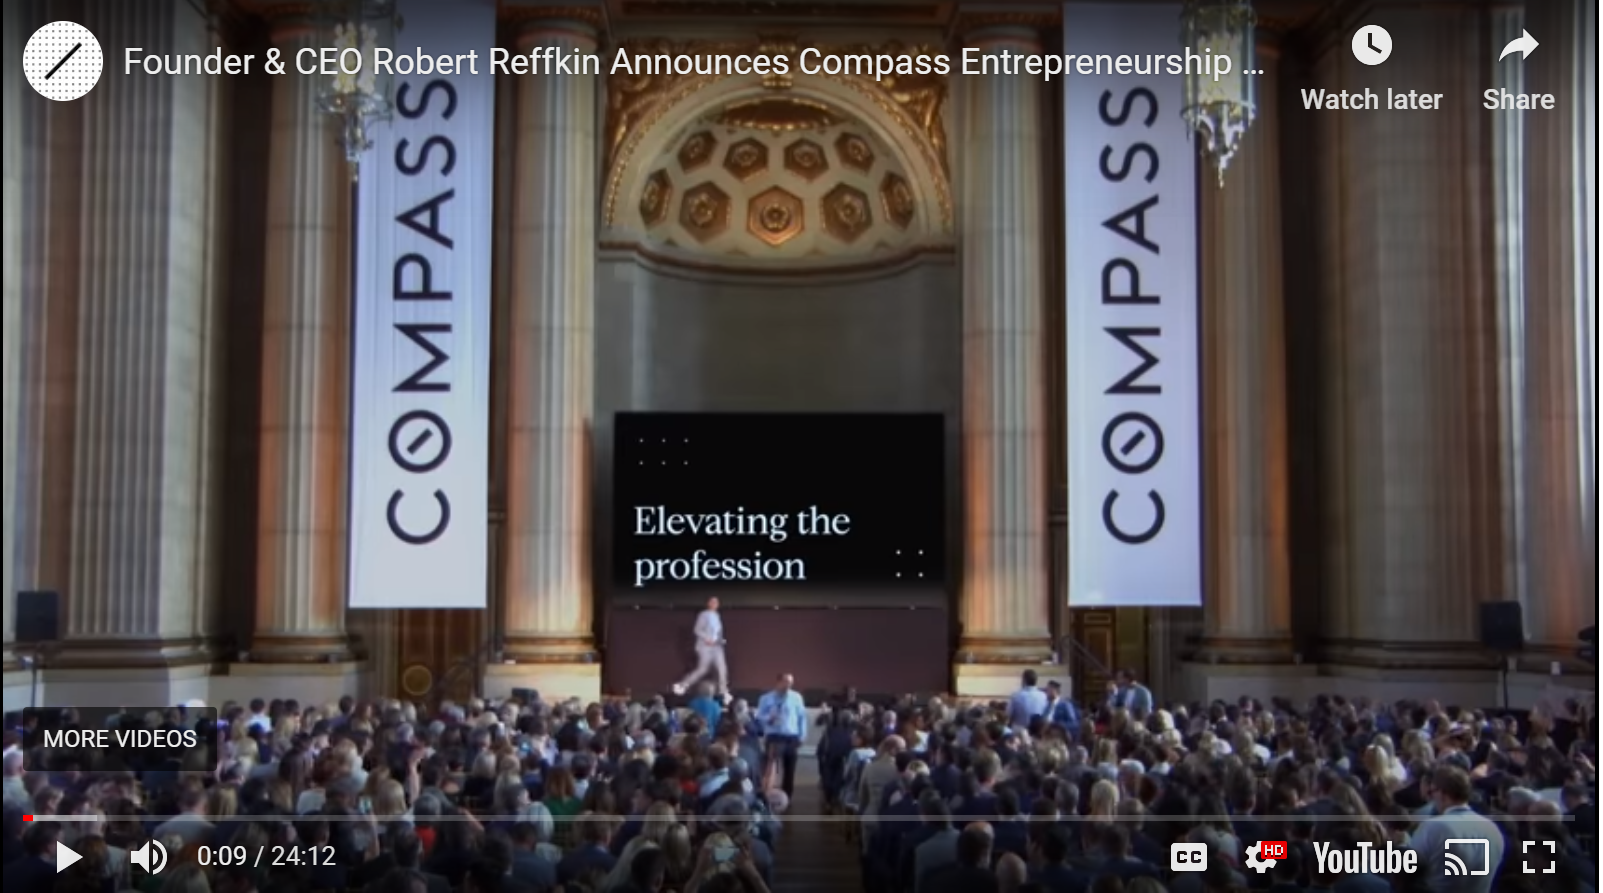 Founder & CEO Robert Reffkin Announces Compass Entrepreneurship ...
Watch later
Share
COMPASS
COMPASS
Elevating the
profession
MORE VIDEOS
0:09 / 24:12
CC
HD
YouTube